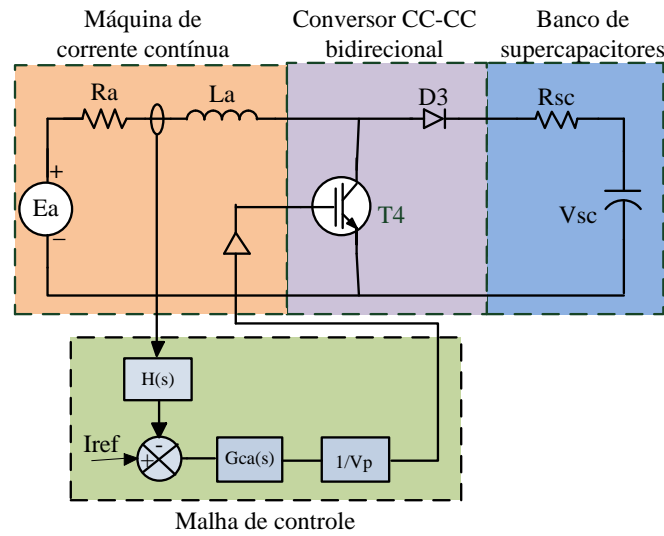 Máquina de
corrente contínua
Conversor CC-CC
bidirecional
Banco de
supercapacitores
Ra
La
D3
Rsc
+
Ea
−
T4
Vsc
H(s)
Iref
-
+
Gca(s)
1/Vp
Malha de controle